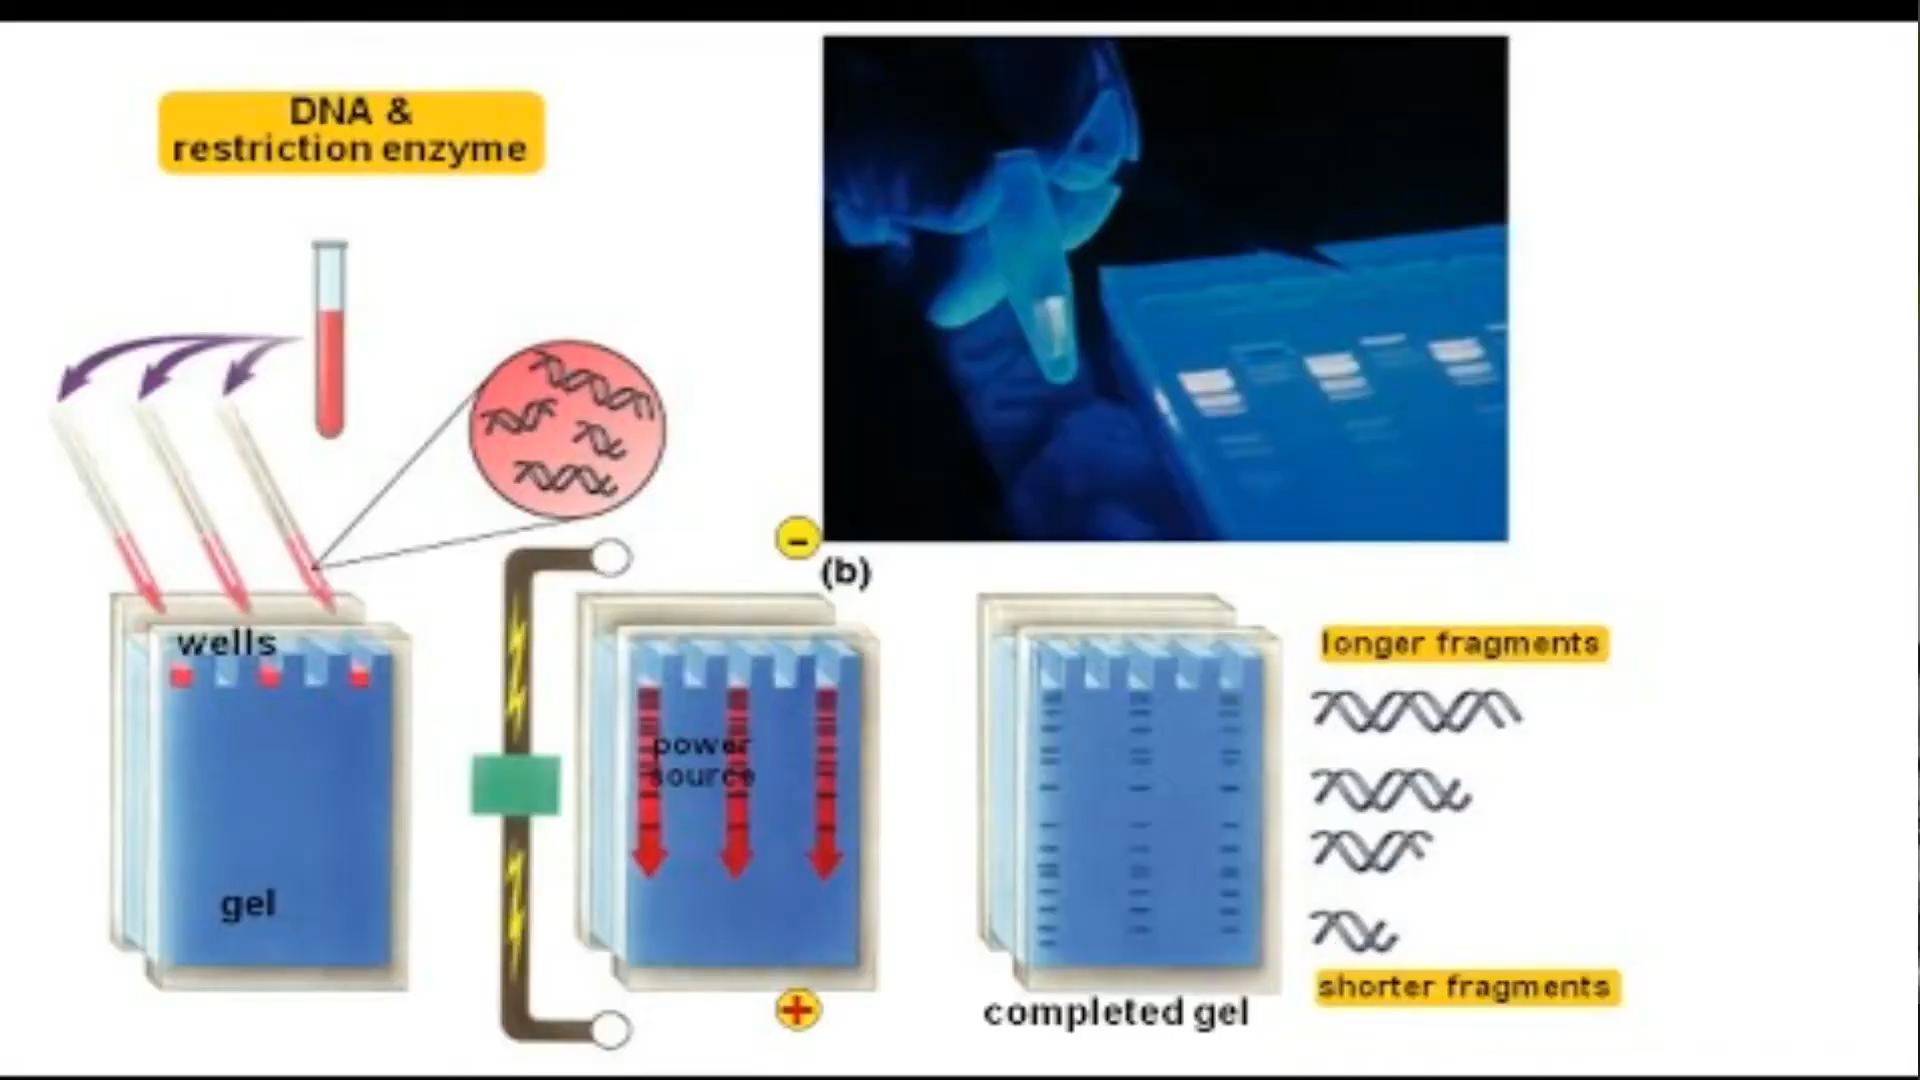 DNA &
restriction enzyme
–
(b)
wells
longer fragments
power
source
gel
shorter fragments
+
completed gel